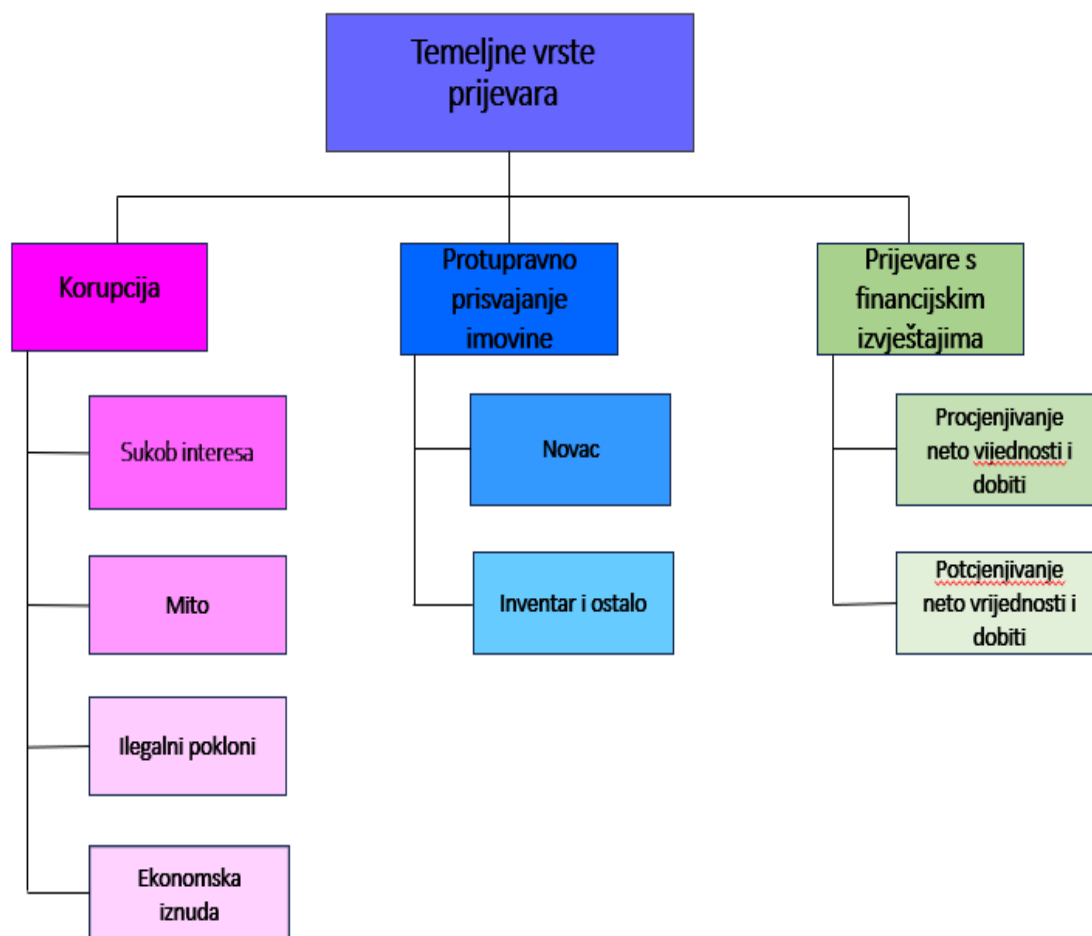 Temeljne vrste
prijevara
Korupcija
Protupravno
prisvajanje
imovine
Prijevare s
financijskim
izvještajima
Sukob interesa
Novac
Procjenjivanje
neto vijednosti i
dobiti
Mito
Inventar i ostalo
Potcjenjivanje
neto vrijednosti i
dobiti
Ilegalni pokloni
Ekonomska
iznuda